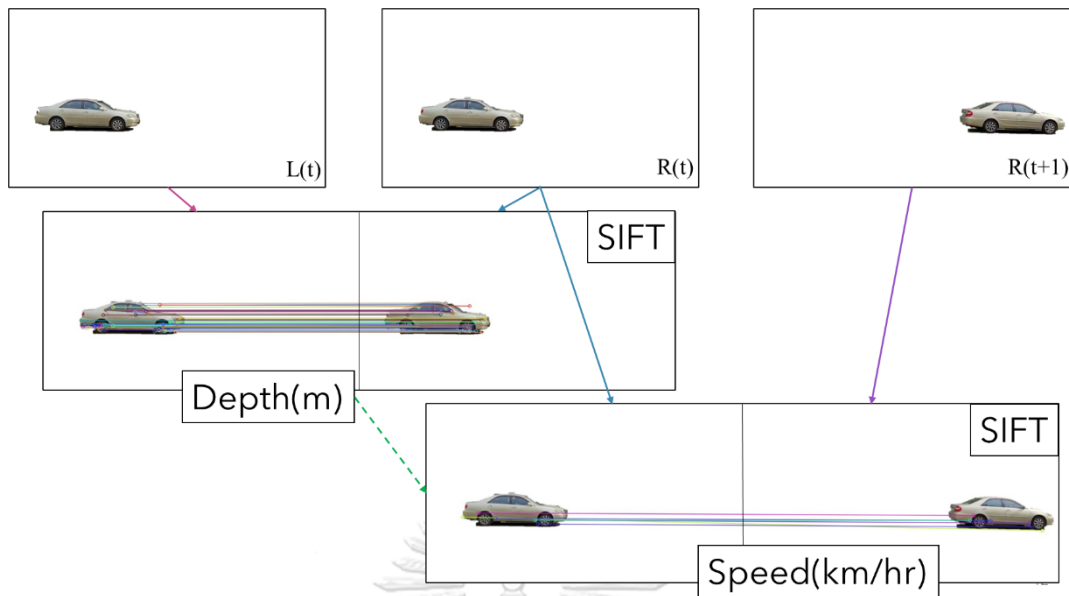 L(t)
R(t)
R(t+1)
SIFT
Depth(m)
SIFT
Speed(km/hr)